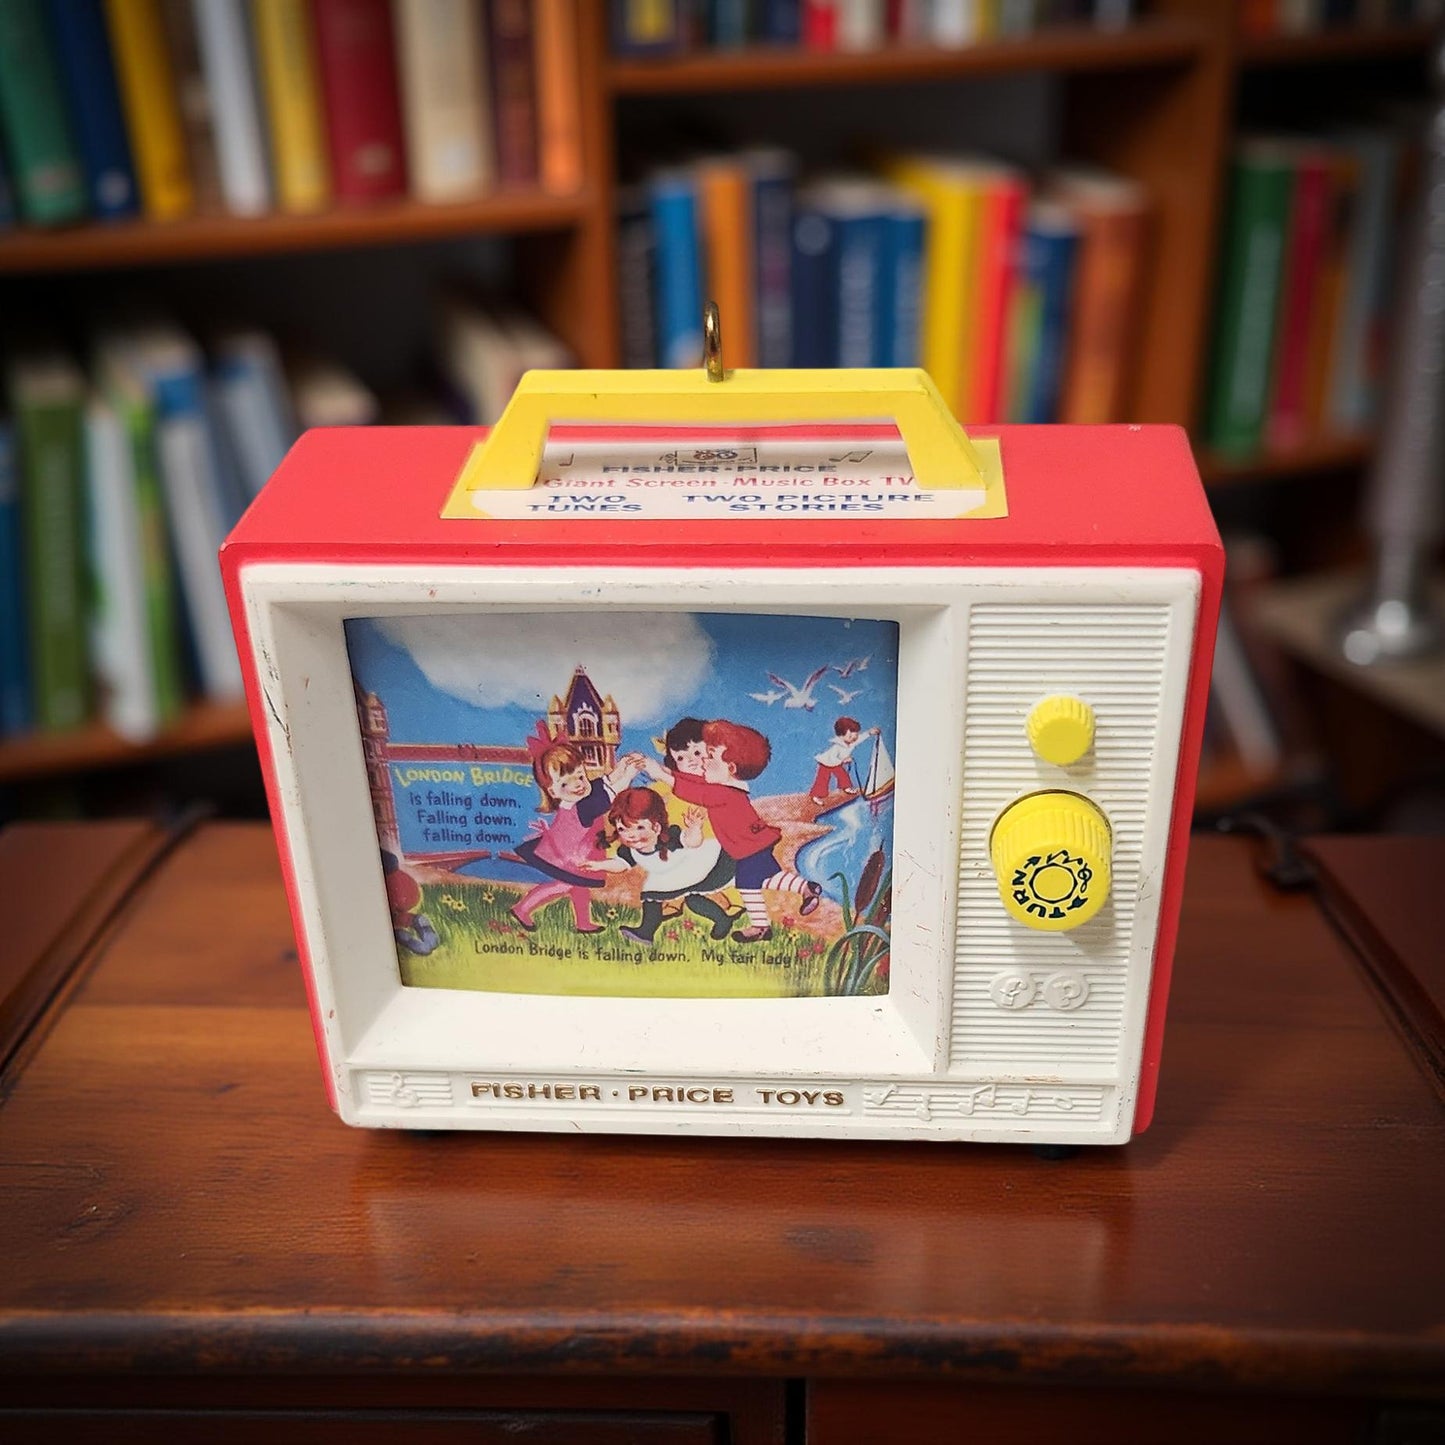 FISHER·PRICE
Giant Screen-Music Box TV
TWO TUNES
TWO PICTURE STORIES
LONDON BRIDGE
is falling down.
Falling down.
falling down.
London Bridge is falling down. My fair lady!
TURN
fp
FISHER·PRICE TOYS